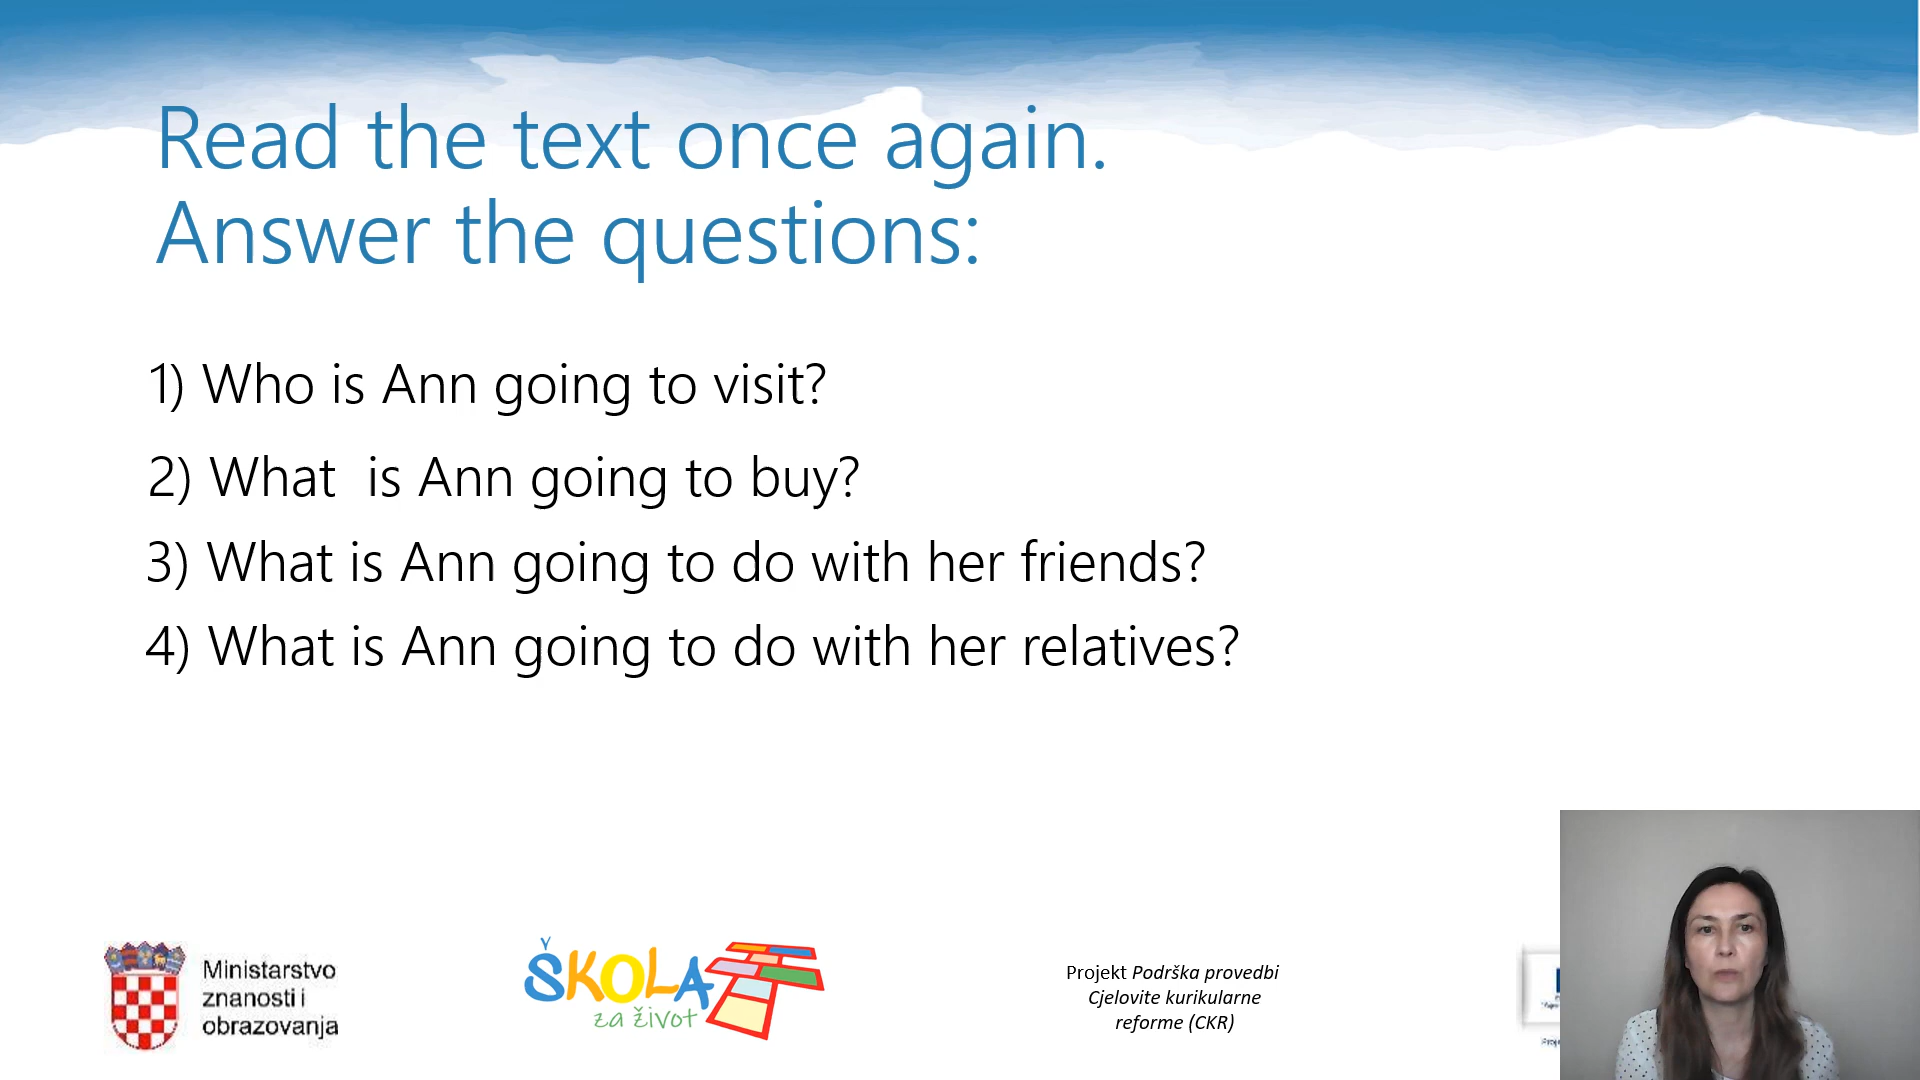 Read the text once again.
Answer the questions:
1) Who is Ann going to visit?
2) What  is Ann going to buy?
3) What is Ann going to do with her friends?
4) What is Ann going to do with her relatives?
Ministarstvo
znanosti i
obrazovanja
ŠKOLA
za život
Projekt Podrška provedbi
Cjelovite kurikularne
reforme (CKR)